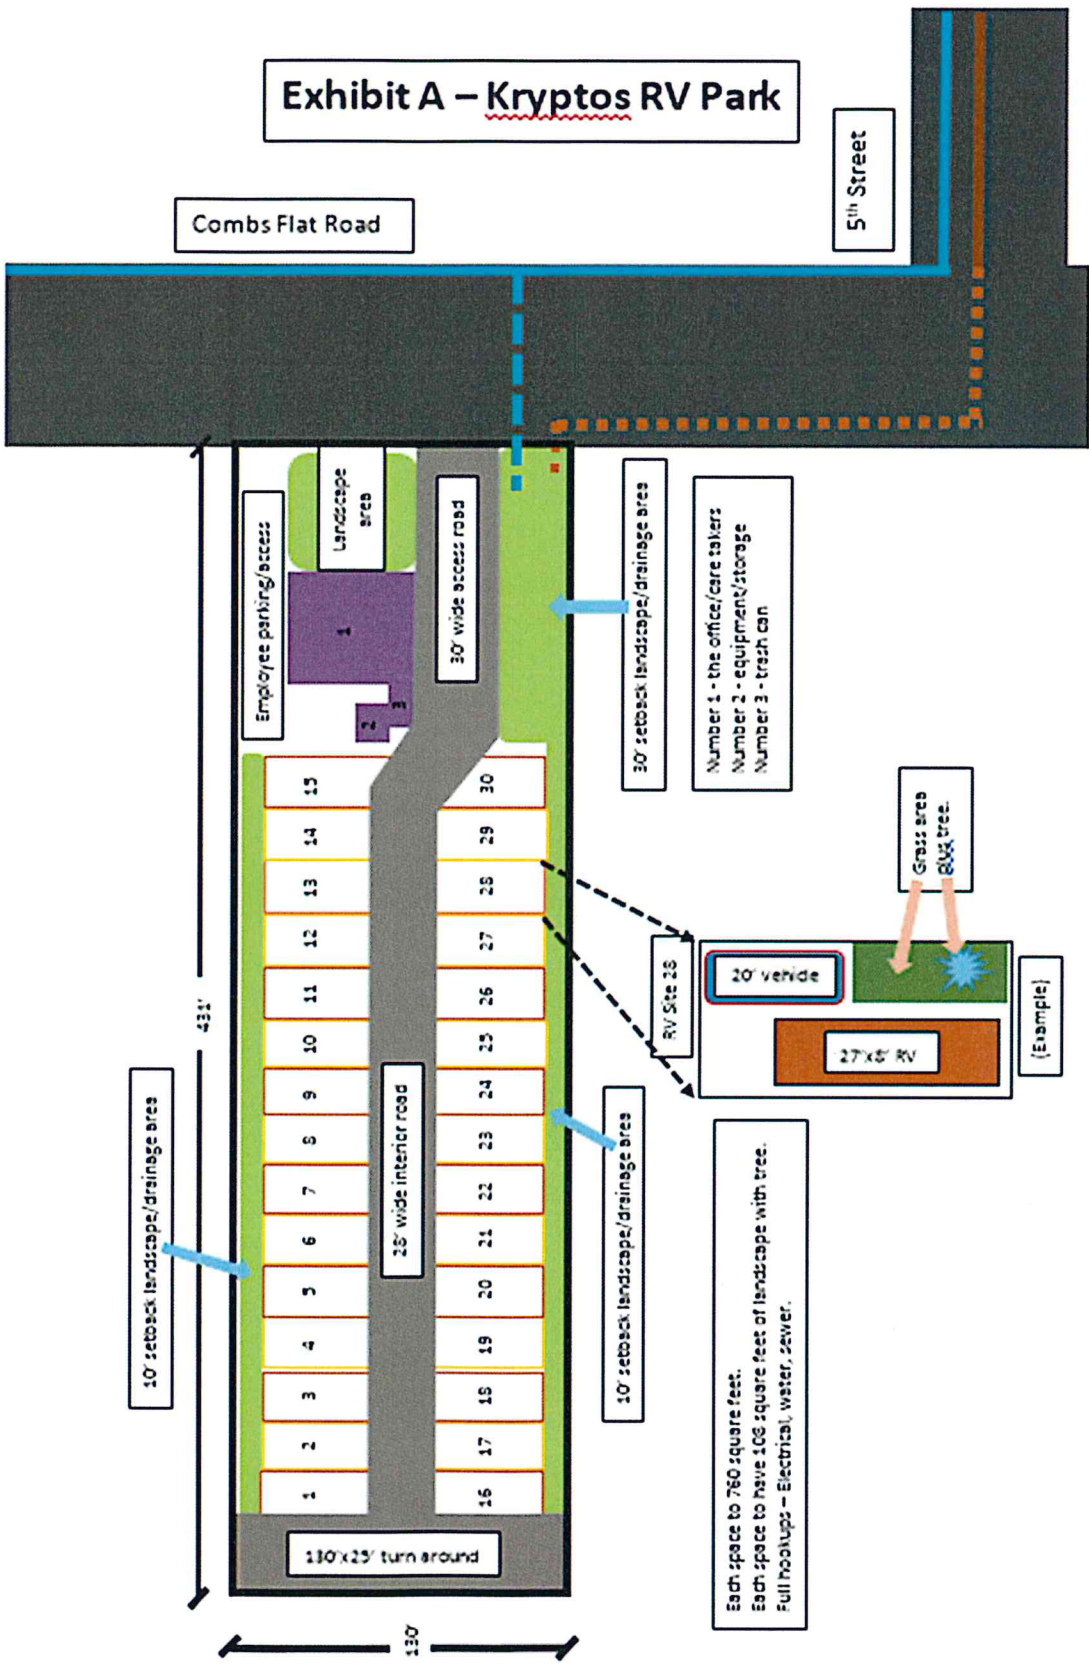 Exhibit A – Kryptos RV Park
Combs Flat Road
5th Street
Employee parking/access
Landscape
area
1
2
3
30' wide access road
30' setback landscape/drainage area
Number 1 - the office/care takers
Number 2 - equipment/storage
Number 3 - trash can
431'
130'
10' setback landscape/drainage area
1
2
3
4
5
6
7
8
9
10
11
12
13
14
15
28' wide interior road
16
17
18
19
20
21
22
23
24
25
26
27
28
29
30
130'x25' turn around
10' setback landscape/drainage area
RV Site 28
20' vehicle
27'x8' RV
Grass area
plus tree.
(Example)
Each space to 760 square feet.
Each space to have 108 square feet of landscape with tree.
Full hookups – Electrical, water, sewer.